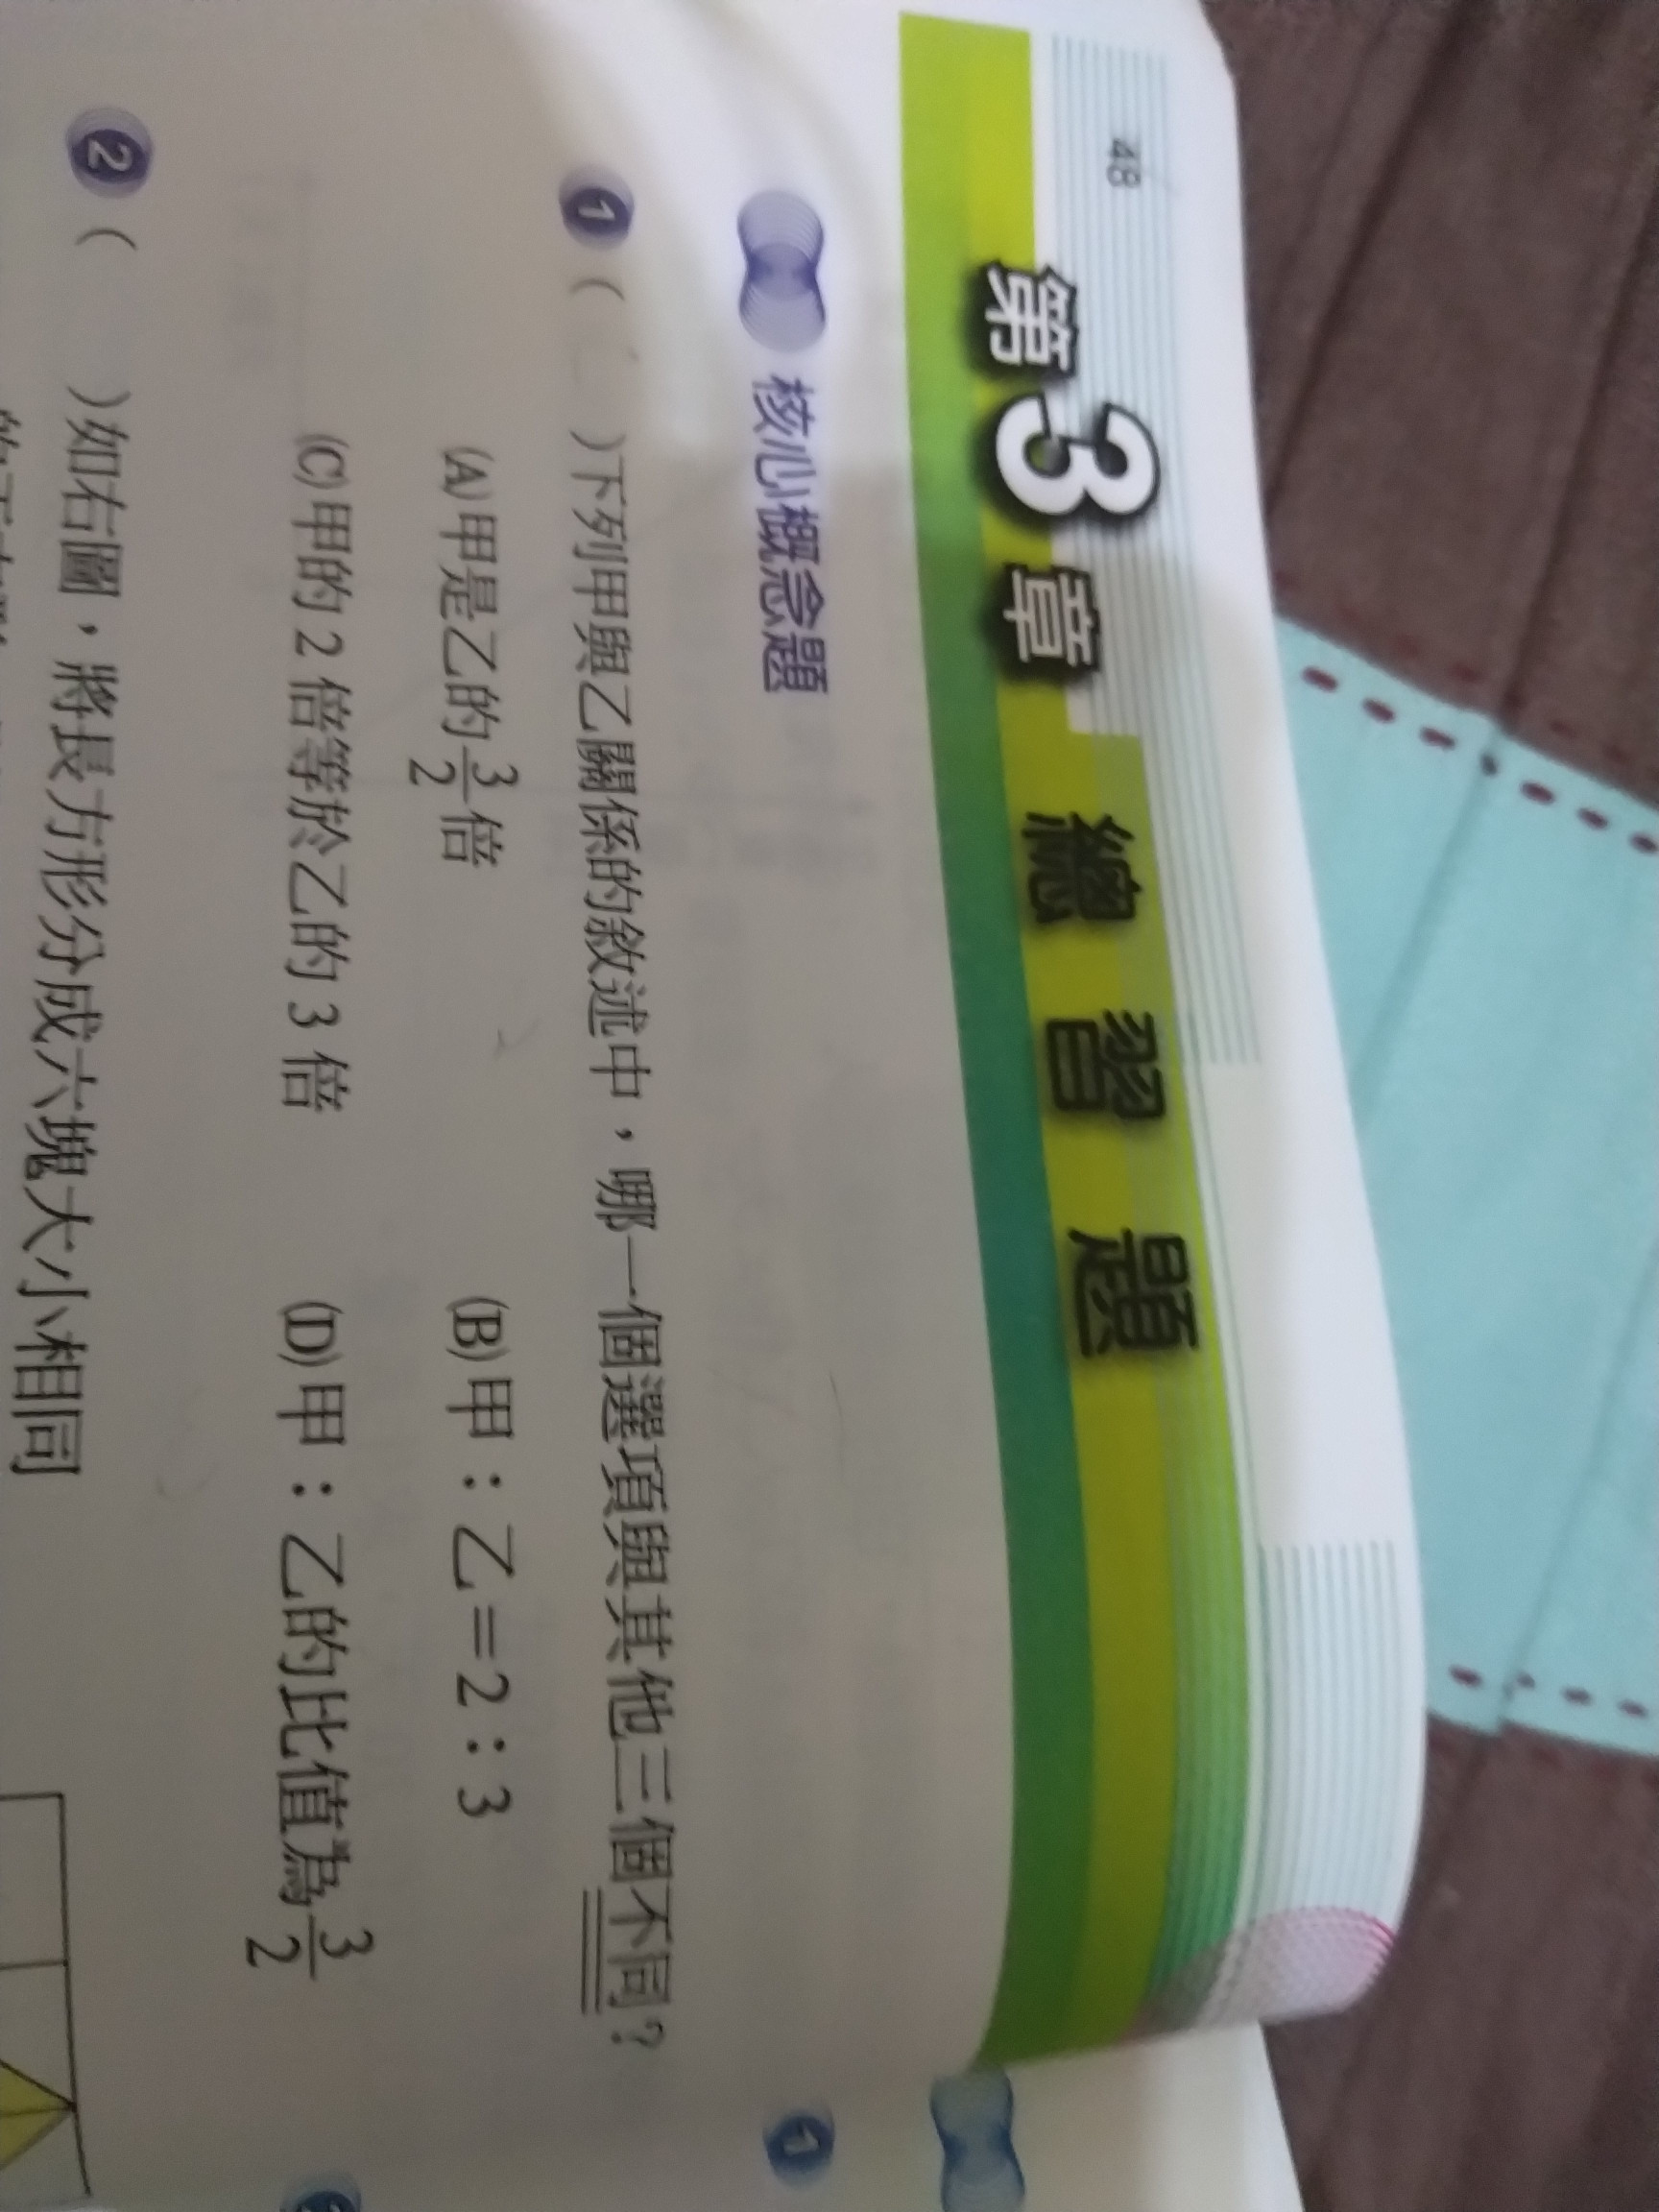 48
第3章 總習題
核心概念題
1 ( )下列甲與乙關係的敘述中,哪一個選項與其他三個不同?
(A)甲是乙的3/2倍 (B)甲:乙=2:3
(C)甲的2倍等於乙的3倍 (D)甲:乙的比值為3/2
2 ( )如右圖,將長方形分成六塊大小相同
1